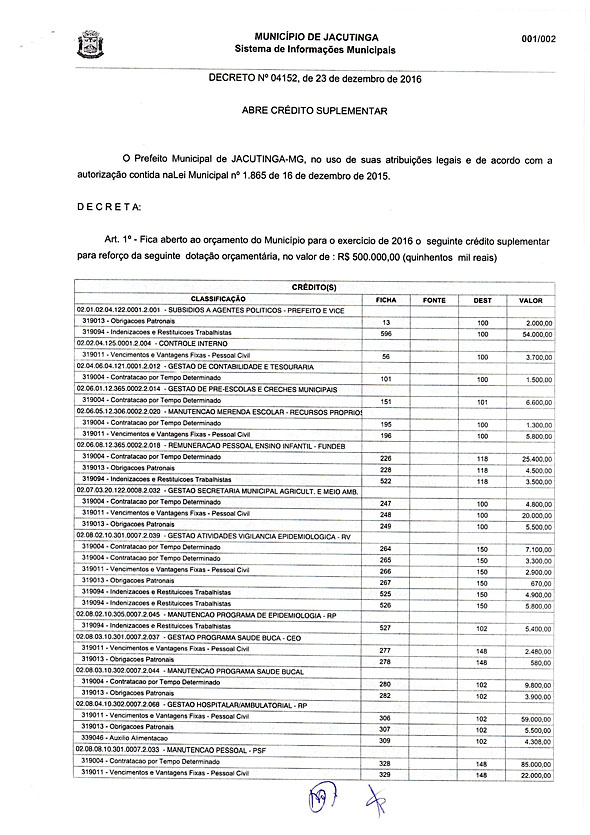 MUNICÍPIO DE JACUTINGA 001/002
Sistema de Informações Municipais
DECRETO Nº 04152, de 23 de dezembro de 2016
ABRE CRÉDITO SUPLEMENTAR
O Prefeito Municipal de JACUTINGA-MG, no uso de suas atribuições legais e de acordo com a
autorização contida naLei Municipal nº 1.865 de 16 de dezembro de 2015.
D E C R E T A:
Art. 1º - Fica aberto ao orçamento do Município para o exercício de 2016 o seguinte crédito suplementar
para reforço da seguinte dotação orçamentária, no valor de : R$ 500.000,00 (quinhentos mil reais)
CRÉDITO(S)
CLASSIFICAÇÃO FICHA FONTE DEST VALOR
02.01.02.04.122.0001.2.001 - SUBSIDIOS A AGENTES POLITICOS - PREFEITO E VICE
319013 - Obrigacoes Patronais 13 100 2.000,00
319094 - Indenizacoes e Restituicoes Trabalhistas 596 100 54.000,00
02.02.04.125.0001.2.004 - CONTROLE INTERNO
319011 - Vencimentos e Vantagens Fixas - Pessoal Civil 56 100 3.700,00
02.04.06.04.121.0001.2.012 - GESTAO DE CONTABILIDADE E TESOURARIA
319004 - Contratacao por Tempo Determinado 101 100 1.500,00
02.06.01.12.365.0002.2.014 - GESTAO DE PRE-ESCOLAS E CRECHES MUNICIPAIS
319004 - Contratacao por Tempo Determinado 151 101 6.600,00
02.06.05.12.306.0002.2.020 - MANUTENCAO MERENDA ESCOLAR - RECURSOS PROPRIOS
319004 - Contratacao por Tempo Determinado 195 100 1.300,00
319011 - Vencimentos e Vantagens Fixas - Pessoal Civil 196 100 5.800,00
02.06.08.12.365.0002.2.018 - REMUNERACAO PESSOAL ENSINO INFANTIL - FUNDEB
319004 - Contratacao por Tempo Determinado 226 118 25.400,00
319013 - Obrigacoes Patronais 228 118 4.500,00
319094 - Indenizacoes e Restituicoes Trabalhistas 522 118 3.500,00
02.07.03.20.122.0008.2.032 - GESTAO SECRETARIA MUNICIPAL AGRICULT. E MEIO AMB.
319004 - Contratacao por Tempo Determinado 247 100 4.800,00
319011 - Vencimentos e Vantagens Fixas - Pessoal Civil 248 100 20.000,00
319013 - Obrigacoes Patronais 249 100 5.500,00
02.08.02.10.301.0007.2.039 - GESTAO ATIVIDADES VIGILANCIA EPIDEMIOLOGICA - RV
319004 - Contratacao por Tempo Determinado 264 150 7.100,00
319004 - Contratacao por Tempo Determinado 265 150 3.300,00
319011 - Vencimentos e Vantagens Fixas - Pessoal Civil 266 150 2.900,00
319013 - Obrigacoes Patronais 267 150 670,00
319094 - Indenizacoes e Restituicoes Trabalhistas 525 150 4.900,00
319094 - Indenizacoes e Restituicoes Trabalhistas 526 150 5.800,00
02.08.02.10.305.0007.2.045 - MANUTENCAO PROGRAMA DE EPIDEMIOLOGIA - RP
319094 - Indenizacoes e Restituicoes Trabalhistas 527 102 5.400,00
02.08.03.10.301.0007.2.037 - GESTAO PROGRAMA SAUDE BUCA - CEO
319011 - Vencimentos e Vantagens Fixas - Pessoal Civil 277 148 2.480,00
319013 - Obrigacoes Patronais 278 148 580,00
02.08.03.10.302.0007.2.044 - MANUTENCAO PROGRAMA SAUDE BUCAL
319004 - Contratacao por Tempo Determinado 280 102 9.800,00
319013 - Obrigacoes Patronais 282 102 3.900,00
02.08.04.10.302.0007.2.068 - GESTAO HOSPITALAR/AMBULATORIAL - RP
319011 - Vencimentos e Vantagens Fixas - Pessoal Civil 306 102 59.000,00
319013 - Obrigacoes Patronais 307 102 5.500,00
339046 - Auxilio Alimentacao 309 102 4.308,00
02.08.08.10.301.0007.2.033 - MANUTENCAO PESSOAL - PSF
319004 - Contratacao por Tempo Determinado 328 148 85.000,00
319011 - Vencimentos e Vantagens Fixas - Pessoal Civil 329 148 22.000,00